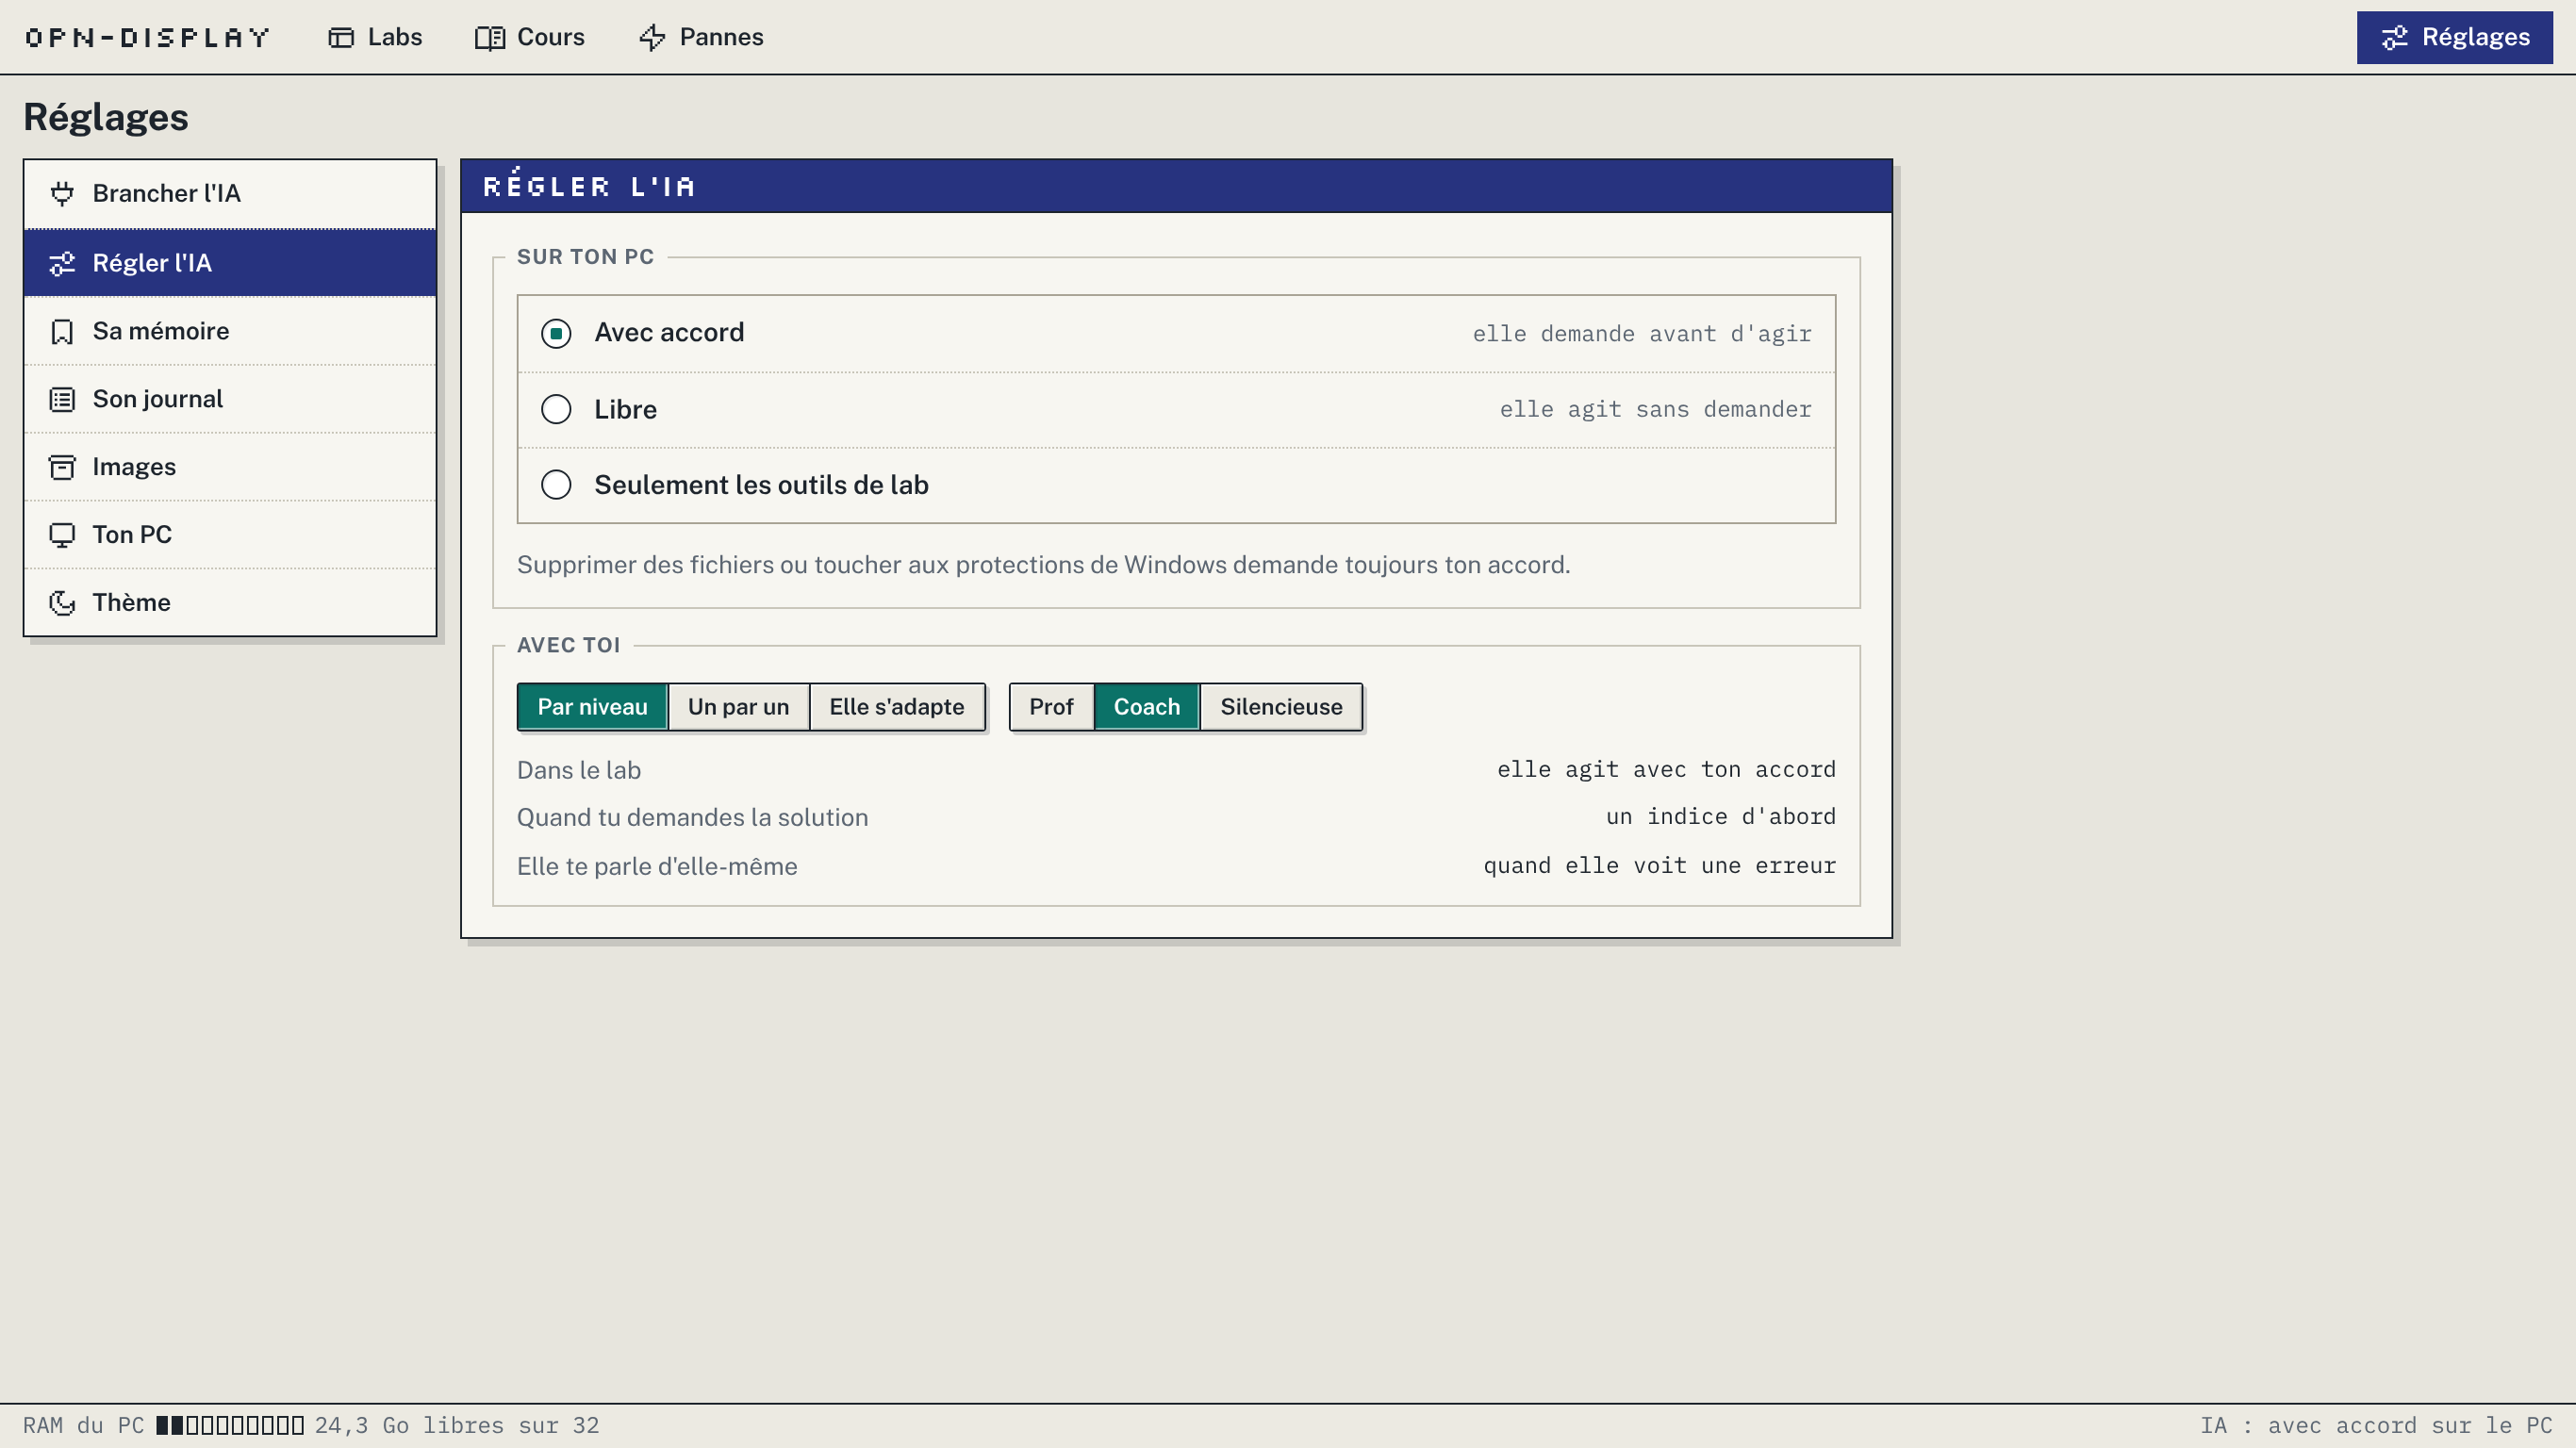 OPN-DISPLAY
Labs
Cours
Pannes
Réglages
Réglages
Brancher l'IA
Régler l'IA
Sa mémoire
Son journal
Images
Ton PC
Thème
RÉGLER L'IA
SUR TON PC
Avec accord
elle demande avant d'agir
Libre
elle agit sans demander
Seulement les outils de lab
Supprimer des fichiers ou toucher aux protections de Windows demande toujours ton accord.
AVEC TOI
Par niveau
Un par un
Elle s'adapte
Prof
Coach
Silencieuse
Dans le lab
elle agit avec ton accord
Quand tu demandes la solution
un indice d'abord
Elle te parle d'elle-même
quand elle voit une erreur
RAM du PC
24,3 Go libres sur 32
IA : avec accord sur le PC